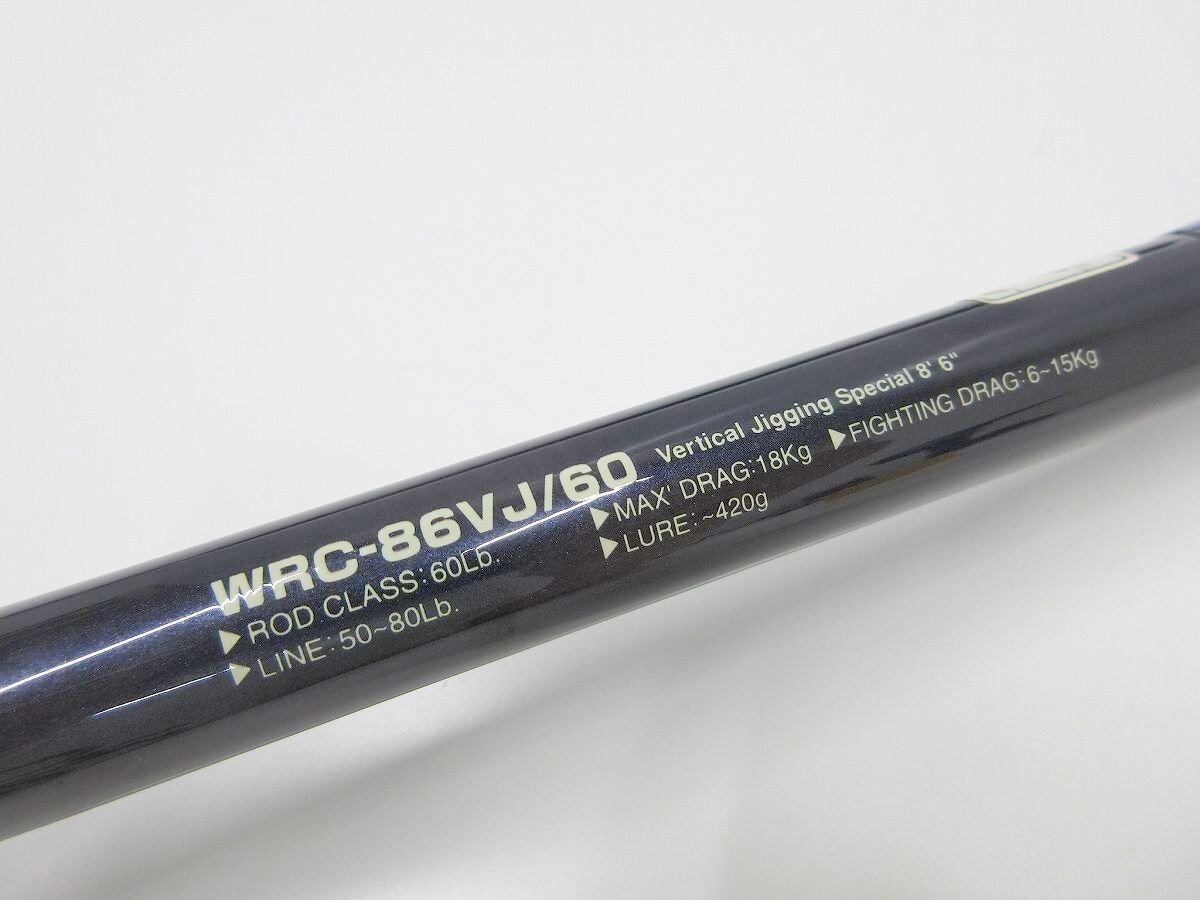 WRC-86VJ/60 Vertical Jigging Special 8' 6"
▶ROD CLASS:60Lb. ▶MAX' DRAG:18Kg ▶FIGHTING DRAG:6~15Kg
▶LINE:50~80Lb. ▶LURE:~420g